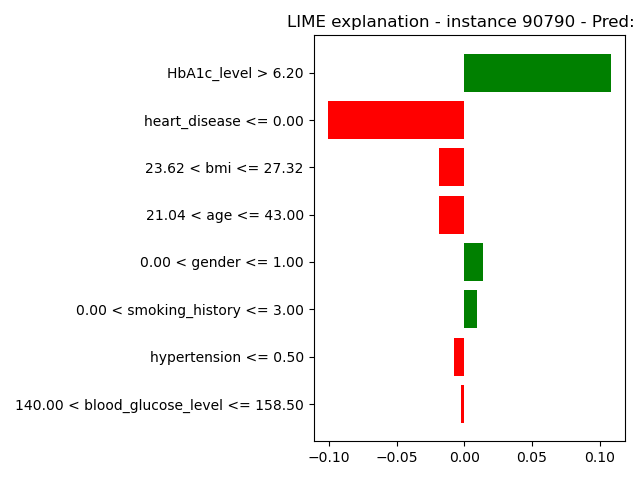 LIME explanation - instance 90790 - Pred:
HbA1c_level > 6.20
heart_disease <= 0.00
23.62 < bmi <= 27.32
21.04 < age <= 43.00
0.00 < gender <= 1.00
0.00 < smoking_history <= 3.00
hypertension <= 0.50
140.00 < blood_glucose_level <= 158.50
−0.10 −0.05 0.00 0.05 0.10